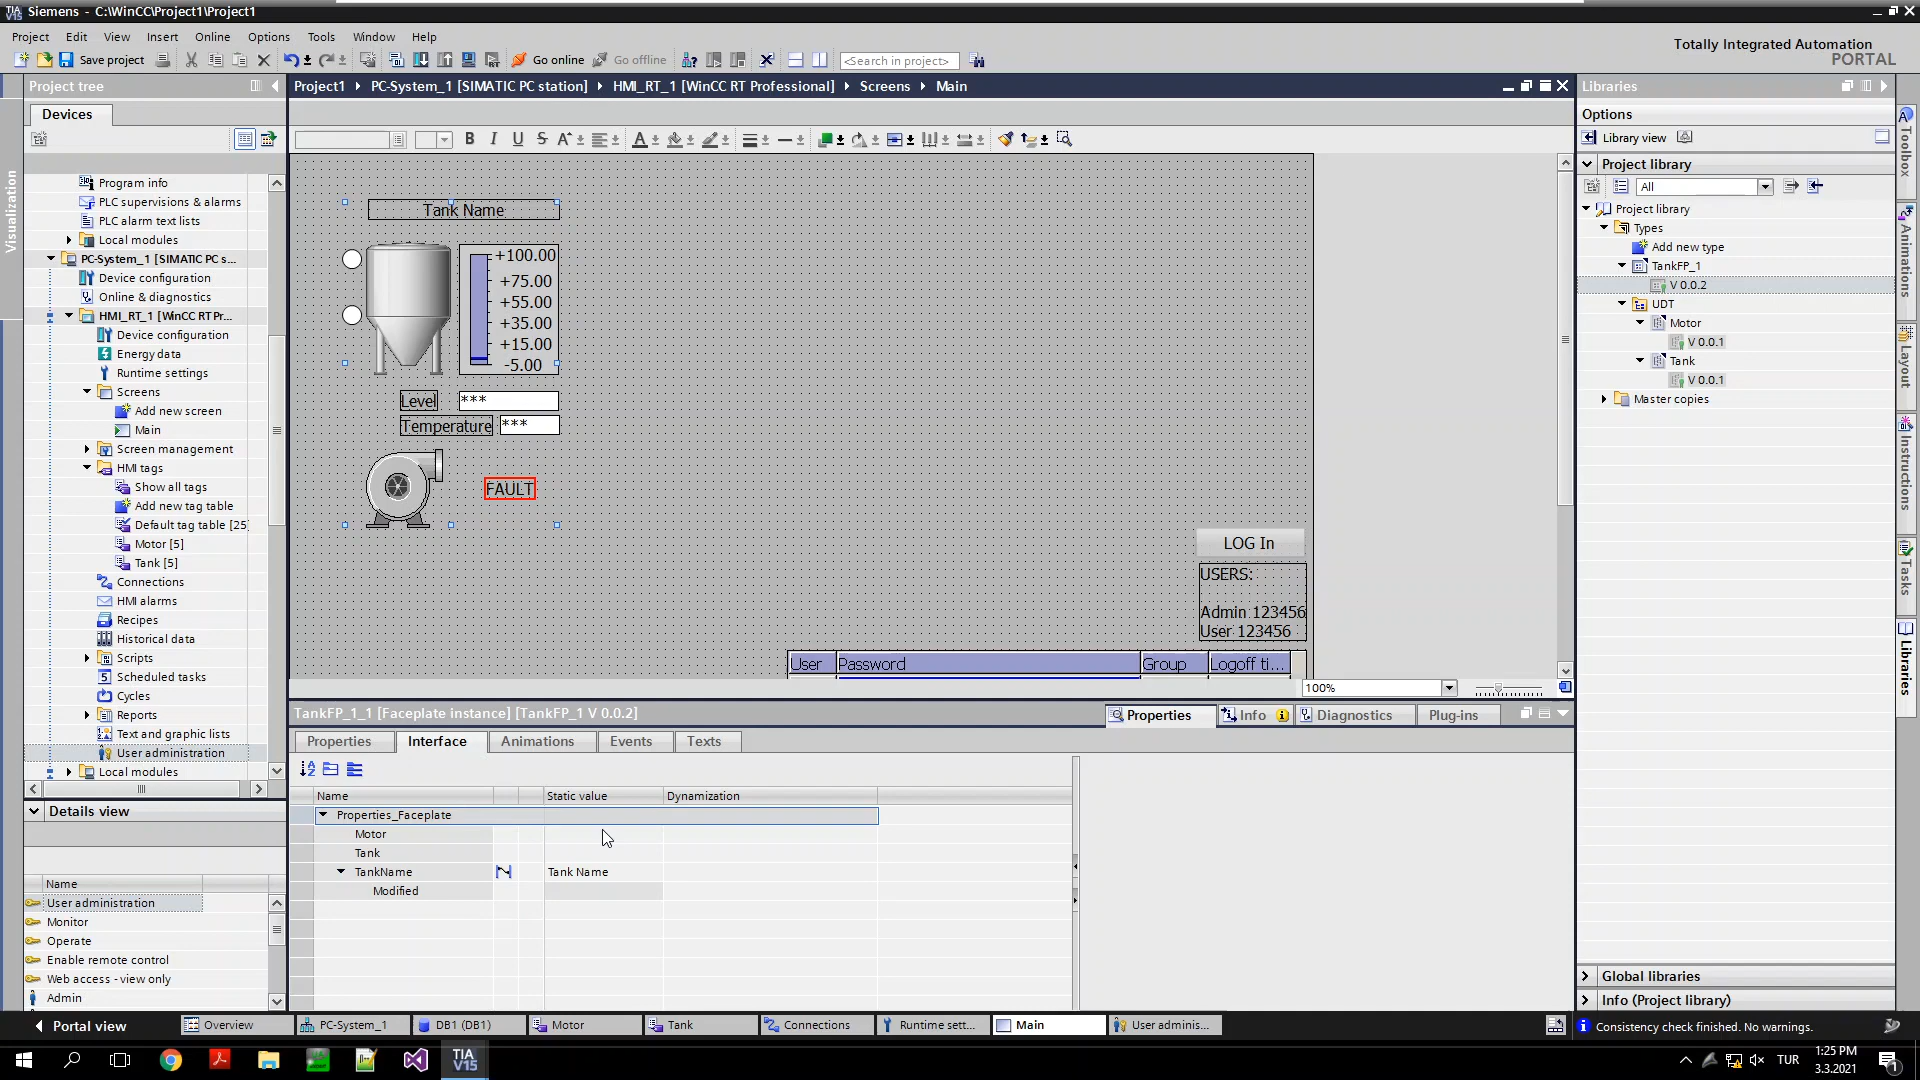 Siemens - C:\WinCC\Project1\Project1
Project Edit View Insert Online Options Tools Window Help
Totally Integrated Automation
PORTAL
Save project
Go online
Go offline
<Search in project>
Project tree
Devices
Visualization
Program info
PLC supervisions & alarms
PLC alarm text lists
Local modules
PC-System_1 [SIMATIC PC s...
Device configuration
Online & diagnostics
HMI_RT_1 [WinCC RT Pr...
Device configuration
Energy data
Runtime settings
Screens
Add new screen
Main
Screen management
HMI tags
Show all tags
Add new tag table
Default tag table [25
Motor [5]
Tank [5]
Connections
HMI alarms
Recipes
Historical data
Scripts
Scheduled tasks
Cycles
Reports
Text and graphic lists
User administration
Local modules
Details view
Name
User administration
Monitor
Operate
Enable remote control
Web access - view only
Admin
Project1 PC-System_1 [SIMATIC PC station] HMI_RT_1 [WinCC RT Professional] Screens Main
Tank Name
+100.00
+75.00
+55.00
+35.00
+15.00
-5.00
Level ***
Temperature ***
FAULT
LOG In
USERS:
Admin 123456
User 123456
User Password Group Logoff ti...
100%
TankFP_1_1 [Faceplate instance] [TankFP_1 V 0.0.2]
Properties Info Diagnostics Plug-ins
Properties Interface Animations Events Texts
Name Static value Dynamization
Properties_Faceplate
Motor
Tank
TankName Tank Name
Modified
Libraries
Options
Library view
Project library
All
Project library
Types
Add new type
TankFP_1
V 0.0.2
UDT
Motor
V 0.0.1
Tank
V 0.0.1
Master copies
Global libraries
Info (Project library)
Toolbox
Animations
Layout
Instructions
Tasks
Libraries
Portal view
Overview
PC-System_1
DB1 (DB1)
Motor
Tank
Connections
Runtime sett...
Main
User adminis...
Consistency check finished. No warnings.
TIA
V15
TUR
1:25 PM
3.3.2021
1